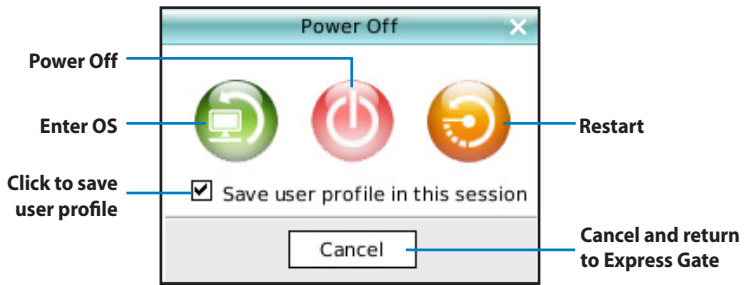 Power Off
Power Off
Enter OS
Restart
Click to save
user profile
Save user profile in this session
Cancel
Cancel and return
to Express Gate